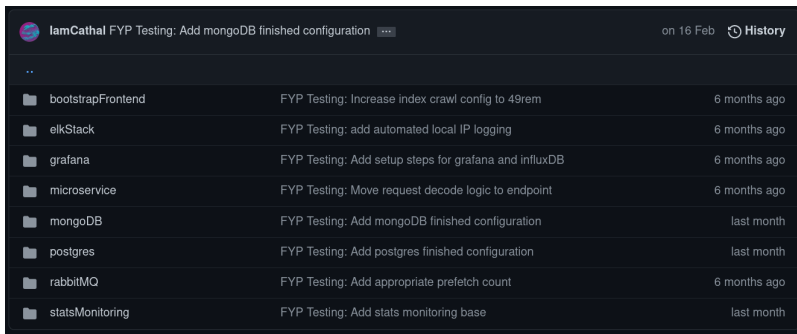 IamCathal FYP Testing: Add mongoDB finished configuration ... on 16 Feb History
..
bootstrapFrontend FYP Testing: Increase index crawl config to 49rem 6 months ago
elkStack FYP Testing: add automated local IP logging 6 months ago
grafana FYP Testing: Add setup steps for grafana and influxDB 6 months ago
microservice FYP Testing: Move request decode logic to endpoint 6 months ago
mongoDB FYP Testing: Add mongoDB finished configuration last month
postgres FYP Testing: Add postgres finished configuration last month
rabbitMQ FYP Testing: Add appropriate prefetch count 6 months ago
statsMonitoring FYP Testing: Add stats monitoring base last month